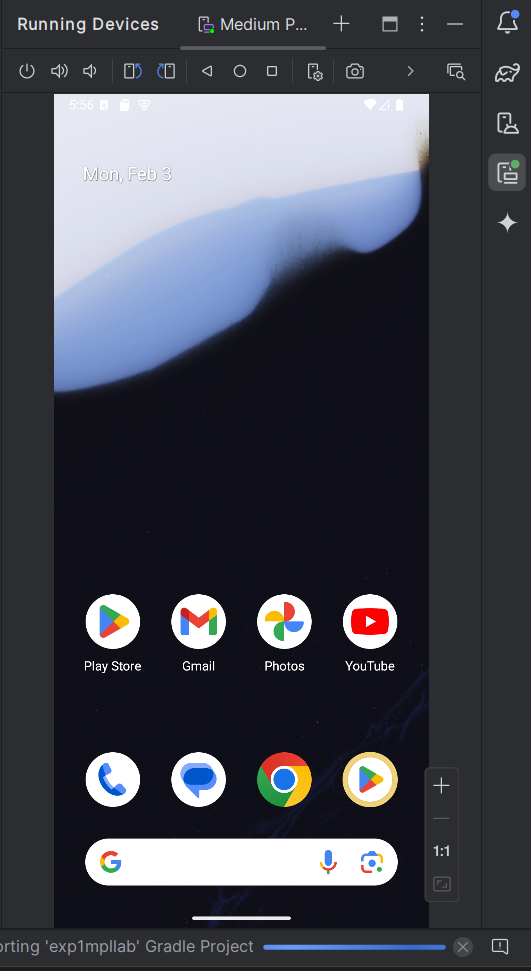 Running Devices
Medium P...
5:56
Mon, Feb 3
Play Store
Gmail
Photos
YouTube
1:1
orting 'exp1mpllab' Gradle Project